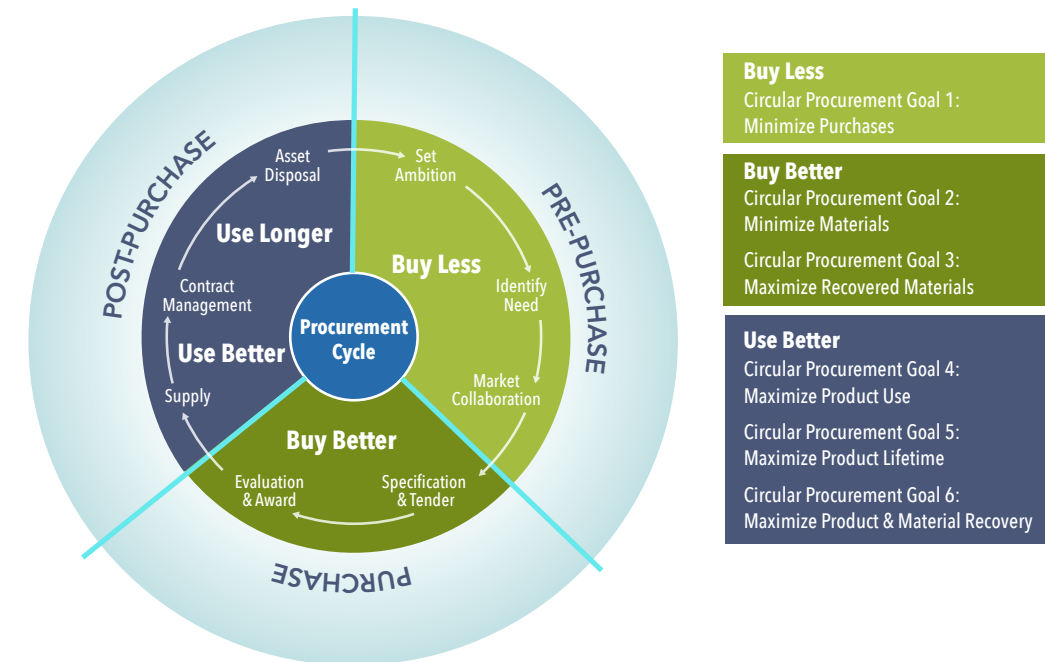 POST-PURCHASE
PRE-PURCHASE
PURCHASE
Asset
Disposal
Set
Ambition
Use Longer
Buy Less
Contract
Management
Identify
Need
Procurement
Cycle
Use Better
Supply
Market
Collaboration
Buy Better
Evaluation
& Award
Specification
& Tender
Buy Less
Circular Procurement Goal 1:
Minimize Purchases
Buy Better
Circular Procurement Goal 2:
Minimize Materials
Circular Procurement Goal 3:
Maximize Recovered Materials
Use Better
Circular Procurement Goal 4:
Maximize Product Use
Circular Procurement Goal 5:
Maximize Product Lifetime
Circular Procurement Goal 6:
Maximize Product & Material Recovery